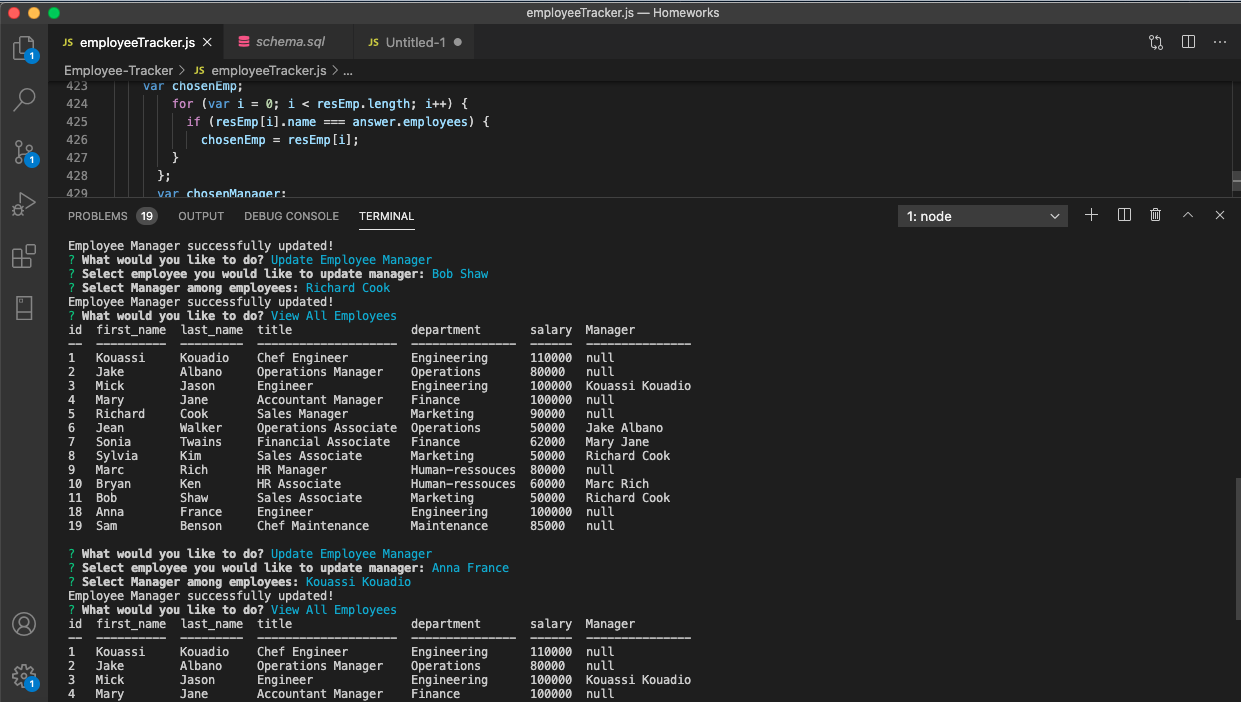 employeeTracker.js — Homeworks
JS employeeTracker.js × schema.sql JS Untitled-1 ●
Employee-Tracker > JS employeeTracker.js > ...
1
423 var chosenEmp;
424 for (var i = 0; i < resEmp.length; i++) {
425 if (resEmp[i].name === answer.employees) {
426 chosenEmp = resEmp[i];
427 }
428 };
429 var chosenManager;
1
PROBLEMS 19 OUTPUT DEBUG CONSOLE TERMINAL 1: node
Employee Manager successfully updated!
? What would you like to do? Update Employee Manager
? Select employee you would like to update manager: Bob Shaw
? Select Manager among employees: Richard Cook
Employee Manager successfully updated!
? What would you like to do? View All Employees
id first_name last_name title department salary Manager
1 Kouassi Kouadio Chef Engineer Engineering 110000 null
2 Jake Albano Operations Manager Operations 80000 null
3 Mick Jason Engineer Engineering 100000 Kouassi Kouadio
4 Mary Jane Accountant Manager Finance 100000 null
5 Richard Cook Sales Manager Marketing 90000 null
6 Jean Walker Operations Associate Operations 50000 Jake Albano
7 Sonia Twains Financial Associate Finance 62000 Mary Jane
8 Sylvia Kim Sales Associate Marketing 50000 Richard Cook
9 Marc Rich HR Manager Human-ressouces 80000 null
10 Bryan Ken HR Associate Human-ressouces 60000 Marc Rich
11 Bob Shaw Sales Associate Marketing 50000 Richard Cook
18 Anna France Engineer Engineering 100000 null
19 Sam Benson Chef Maintenance Maintenance 85000 null
? What would you like to do? Update Employee Manager
? Select employee you would like to update manager: Anna France
? Select Manager among employees: Kouassi Kouadio
Employee Manager successfully updated!
? What would you like to do? View All Employees
id first_name last_name title department salary Manager
1 Kouassi Kouadio Chef Engineer Engineering 110000 null
2 Jake Albano Operations Manager Operations 80000 null
3 Mick Jason Engineer Engineering 100000 Kouassi Kouadio
1
4 Mary Jane Accountant Manager Finance 100000 null